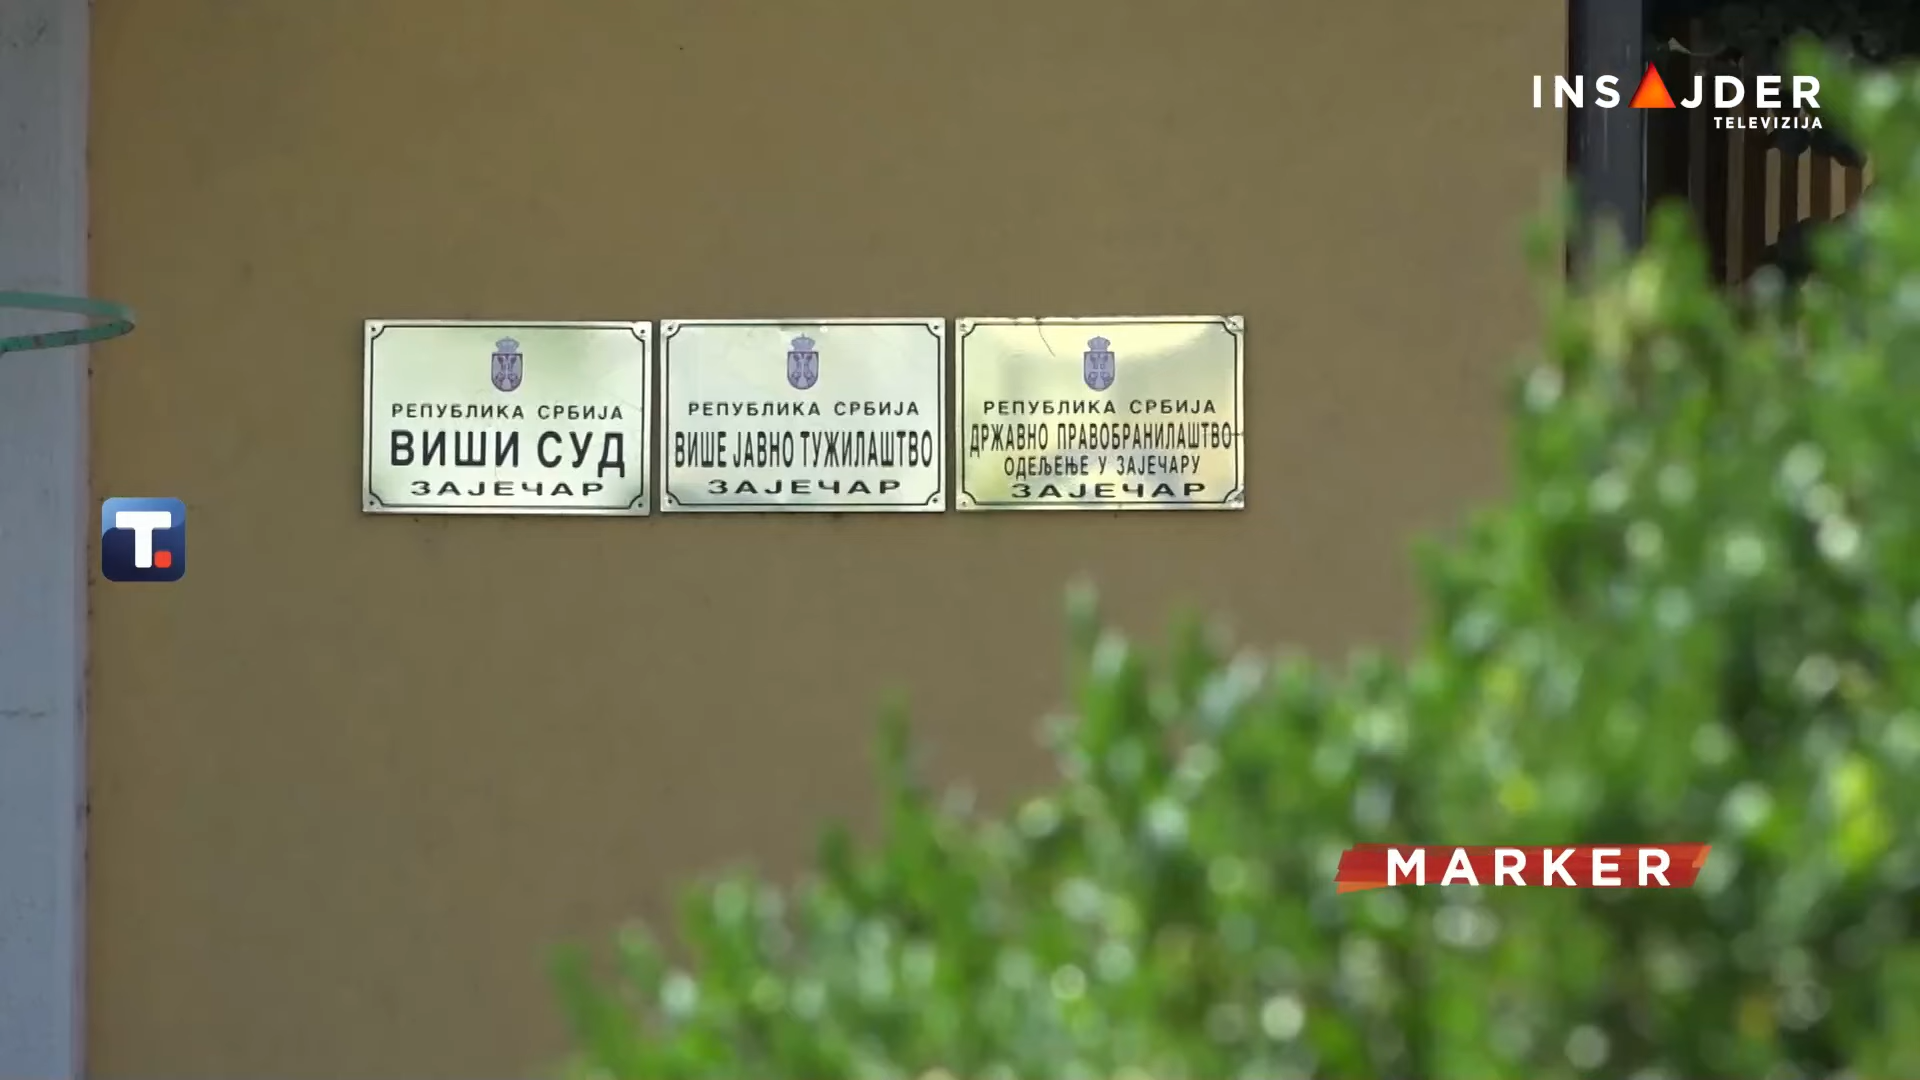 INSAJDER
TELEVIZIJA
РЕПУБЛИКА СРБИЈА
ВИШИ СУД
ЗАЈЕЧАР
РЕПУБЛИКА СРБИЈА
ВИШЕ ЈАВНО ТУЖИЛАШТВО
ЗАЈЕЧАР
РЕПУБЛИКА СРБИЈА
ДРЖАВНО ПРАВОБРАНИЛАШТВО
ОДЕЉЕЊЕ У ЗАЈЕЧАРУ
ЗАЈЕЧАР
T.
MARKER